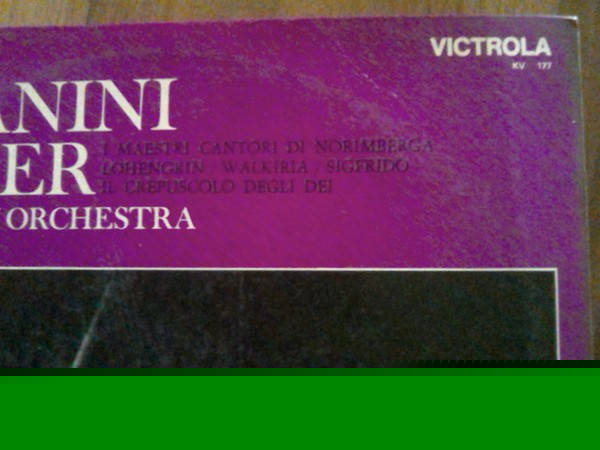 VICTROLA
KV 177
ANINI
ER
I MAESTRI CANTORI DI NORIMBERGA
LOHENGRIN / WALKIRIA / SIGFRIDO
IL CREPUSCOLO DEGLI DEI
ORCHESTRA